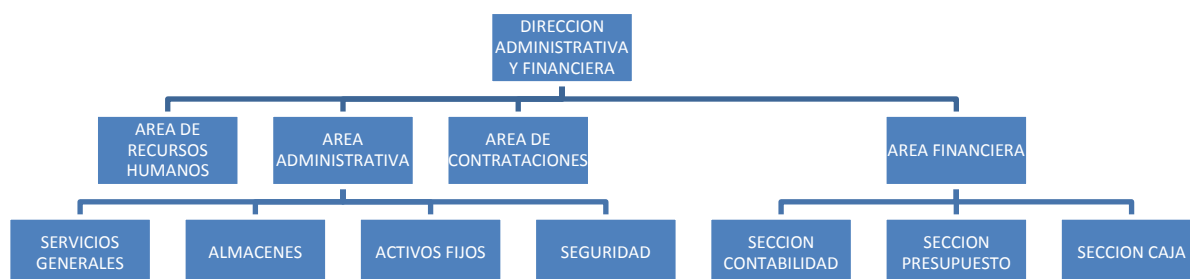 DIRECCION
ADMINISTRATIVA
Y FINANCIERA
AREA DE
RECURSOS
HUMANOS
AREA
ADMINISTRATIVA
AREA DE
CONTRATACIONES
AREA FINANCIERA
SERVICIOS
GENERALES
ALMACENES
ACTIVOS FIJOS
SEGURIDAD
SECCION
CONTABILIDAD
SECCION
PRESUPUESTO
SECCION CAJA